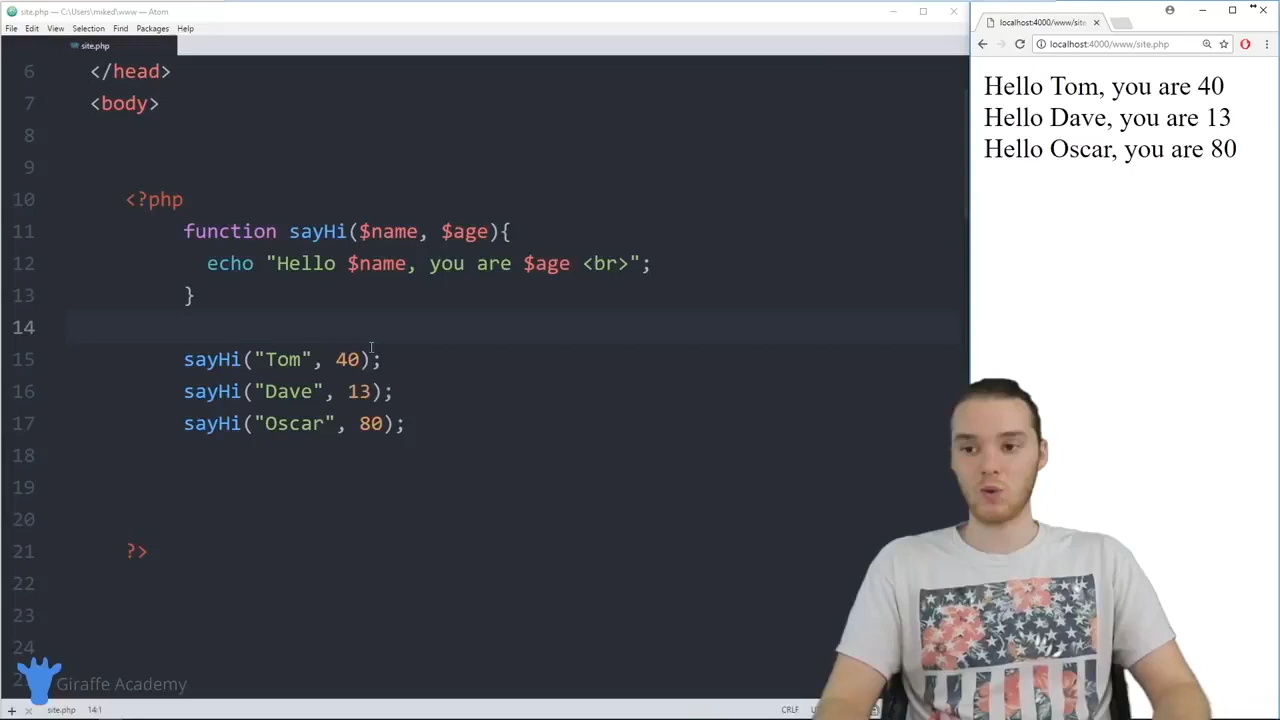 site.php — C:\Users\miked\www — Atom
File Edit View Selection Find Packages Help
site.php
6 </head>
7 <body>
8
9
10 <?php
11 function sayHi($name, $age){
12 echo "Hello $name, you are $age <br>";
13 }
14
15 sayHi("Tom", 40);
16 sayHi("Dave", 13);
17 sayHi("Oscar", 80);
18
19
20
21 ?>
22
23
24
Giraffe Academy
site.php 14:1
CRLF
localhost:4000/www/site
localhost:4000/www/site.php
Hello Tom, you are 40
Hello Dave, you are 13
Hello Oscar, you are 80